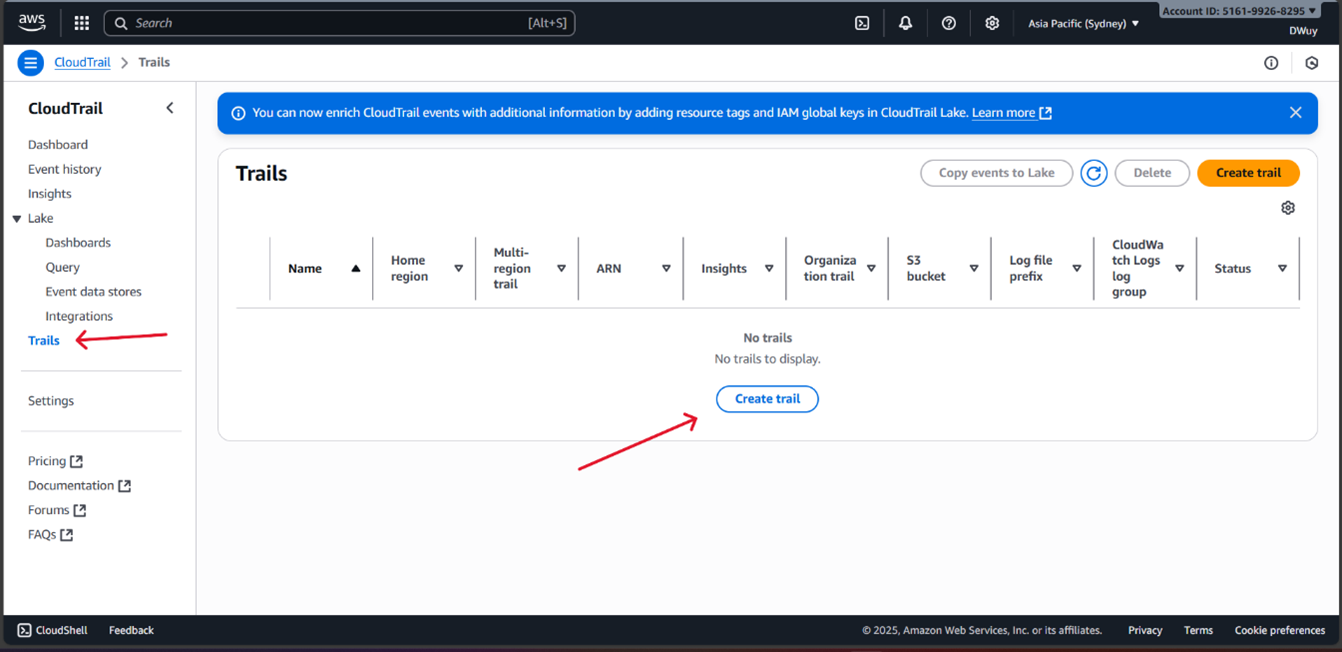 aws
Search
[Alt+S]
Asia Pacific (Sydney)
Account ID: 5161-9926-8295
DWuy
CloudTrail
Trails
CloudTrail
Dashboard
Event history
Insights
Lake
Dashboards
Query
Event data stores
Integrations
Trails
Settings
Pricing
Documentation
Forums
FAQs
You can now enrich CloudTrail events with additional information by adding resource tags and IAM global keys in CloudTrail Lake. Learn more
Trails
Copy events to Lake
Delete
Create trail
Name
Home
region
Multi-
region
trail
ARN
Insights
Organiza
tion trail
S3
bucket
Log file
prefix
CloudWa
tch Logs
log
group
Status
No trails
No trails to display.
Create trail
CloudShell
Feedback
© 2025, Amazon Web Services, Inc. or its affiliates.
Privacy
Terms
Cookie preferences